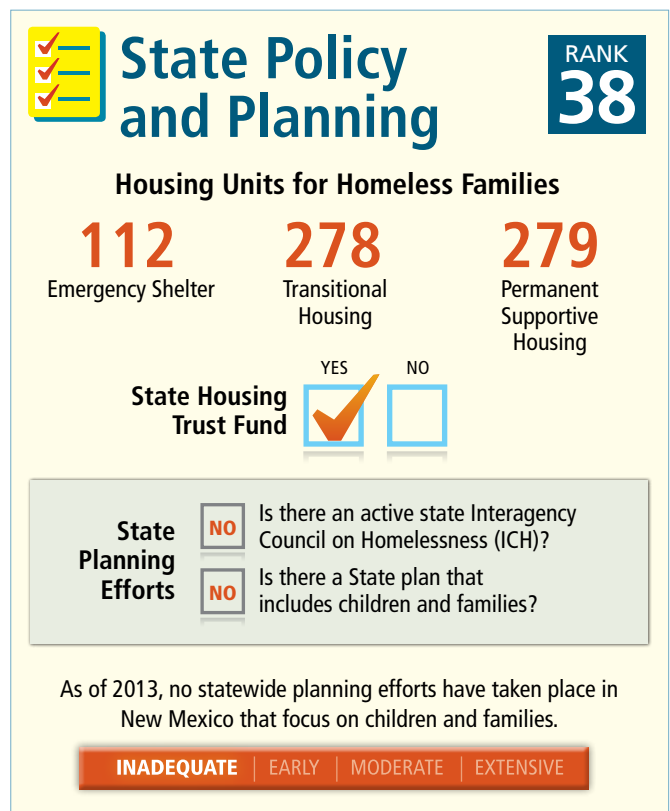 State Policy
and Planning
RANK
38
Housing Units for Homeless Families
112
Emergency Shelter
278
Transitional
Housing
279
Permanent
Supportive
Housing
State Housing
Trust Fund
YES
NO
State
Planning
Efforts
NO
Is there an active state Interagency
Council on Homelessness (ICH)?
NO
Is there a State plan that
includes children and families?
As of 2013, no statewide planning efforts have taken place in
New Mexico that focus on children and families.
INADEQUATE | EARLY | MODERATE | EXTENSIVE